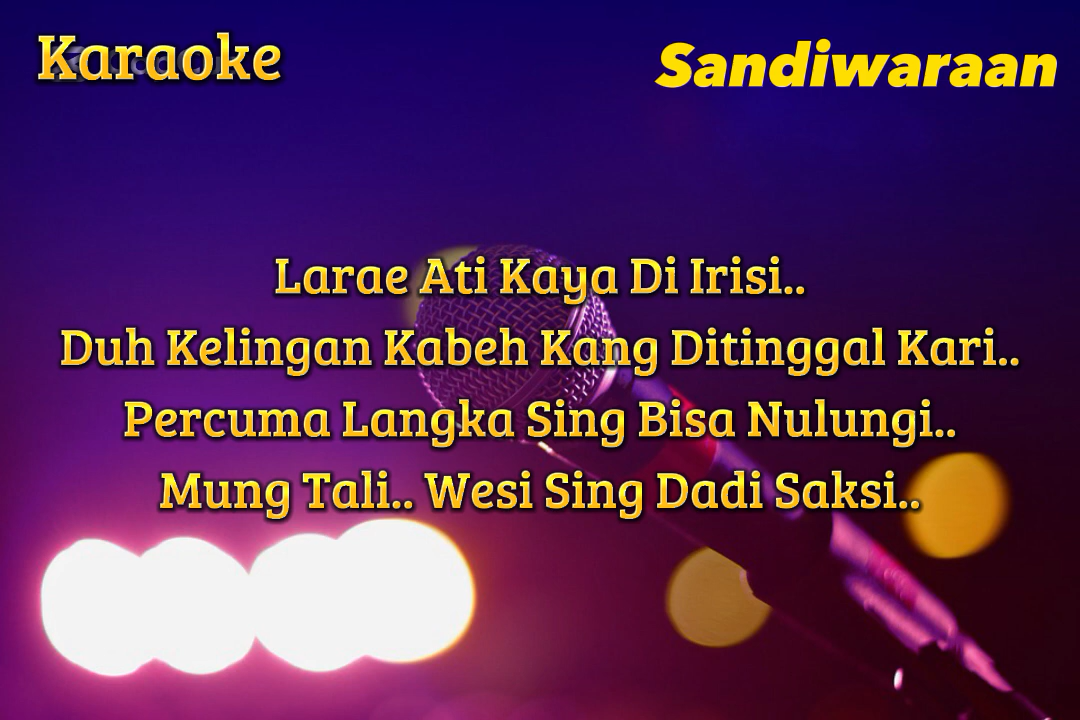 Karaoke
Sandiwaraan
Larae Ati Kaya Di Irisi..
Duh Kelingan Kabeh Kang Ditinggal Kari..
Percuma Langka Sing Bisa Nulungi..
Mung Tali.. Wesi Sing Dadi Saksi..